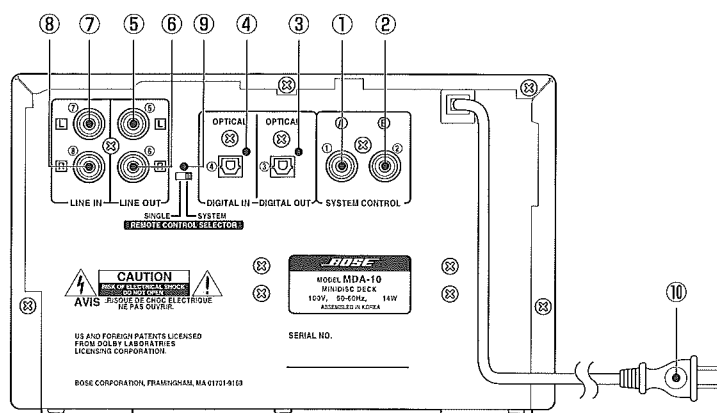 ⑧ ⑦ ⑤ ⑥ ⑨ ④ ③ ① ②
⑦ ⑤ OPTICAL OPTICAL A B
L L
⑧ ⑥ ④ ③ ① ②
R R
LINE IN LINE OUT DIGITAL IN DIGITAL OUT SYSTEM CONTROL
SINGLE SYSTEM
REMOTE CONTROL SELECTOR
⑩
CAUTION
RISK OF ELECTRICAL SHOCK
DO NOT OPEN
AVIS :RISQUE DE CHOC ELECTRIQUE
NE PAS OUVRIR.
BOSE
MODEL MDA-10
MINIDISC DECK
100V, 50-60Hz, 14W
ASSEMBLED IN KOREA
US AND FOREIGN PATENTS LICENSED
FROM DOLBY LABORATRIES
LICENSING CORPORATION.
SERIAL NO.
BOSE CORPORATION, FRAMINGHAM, MA 01701-9168